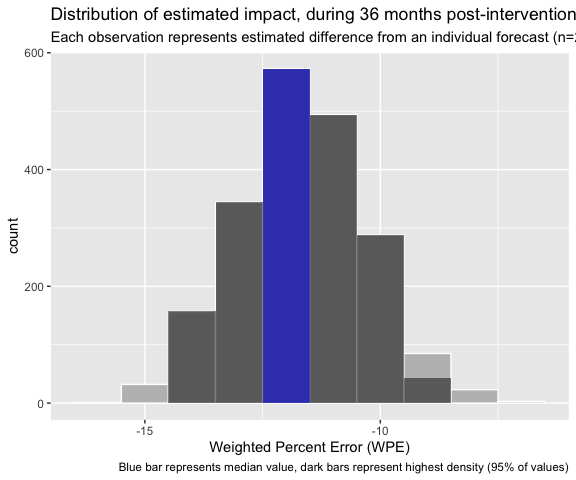 Distribution of estimated impact, during 36 months post-intervention
Each observation represents estimated difference from an individual forecast
600
400
200
0
count
-15
-10
Weighted Percent Error (WPE)
Blue bar represents median value, dark bars represent highest density (95% of values)